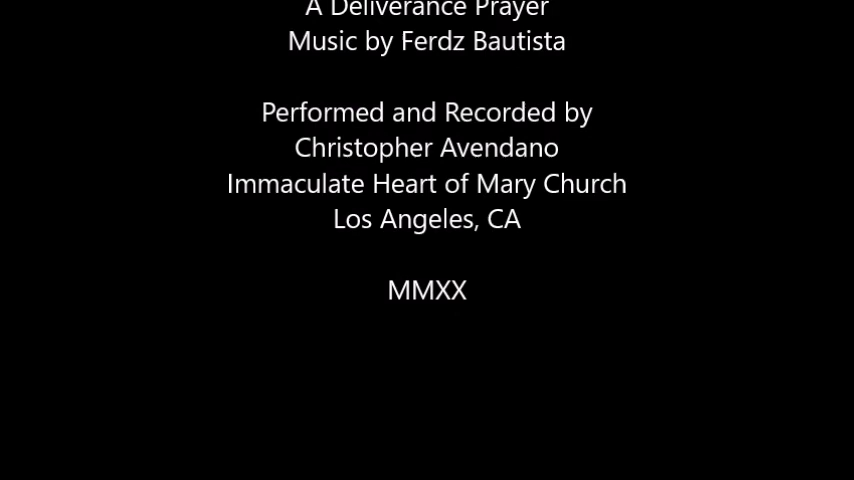 A Deliverance Prayer
Music by Ferdz Bautista
Performed and Recorded by
Christopher Avendano
Immaculate Heart of Mary Church
Los Angeles, CA
MMXX